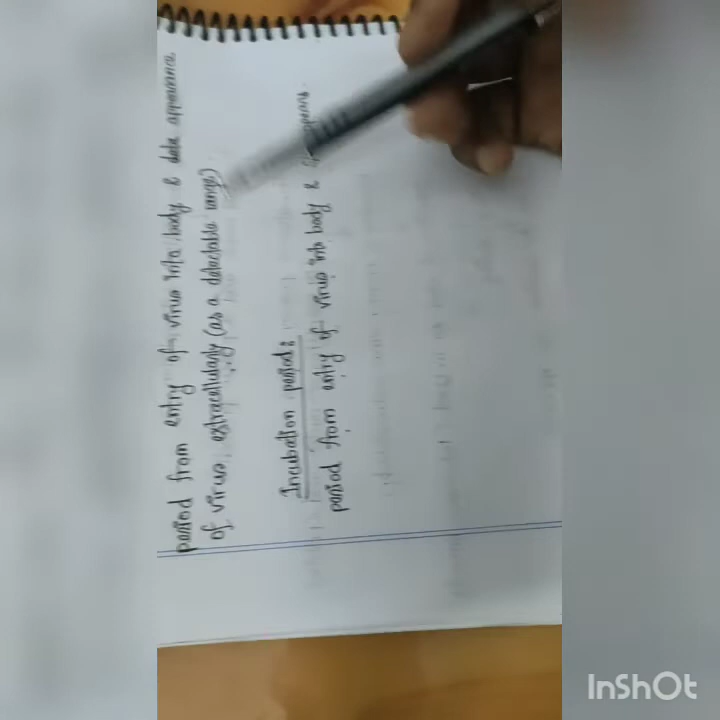 period from entry of virus into body & date appearance
of virus extracellularly (as a detectable range)
Incubation period:
period from entry of virus into body &
InShOt